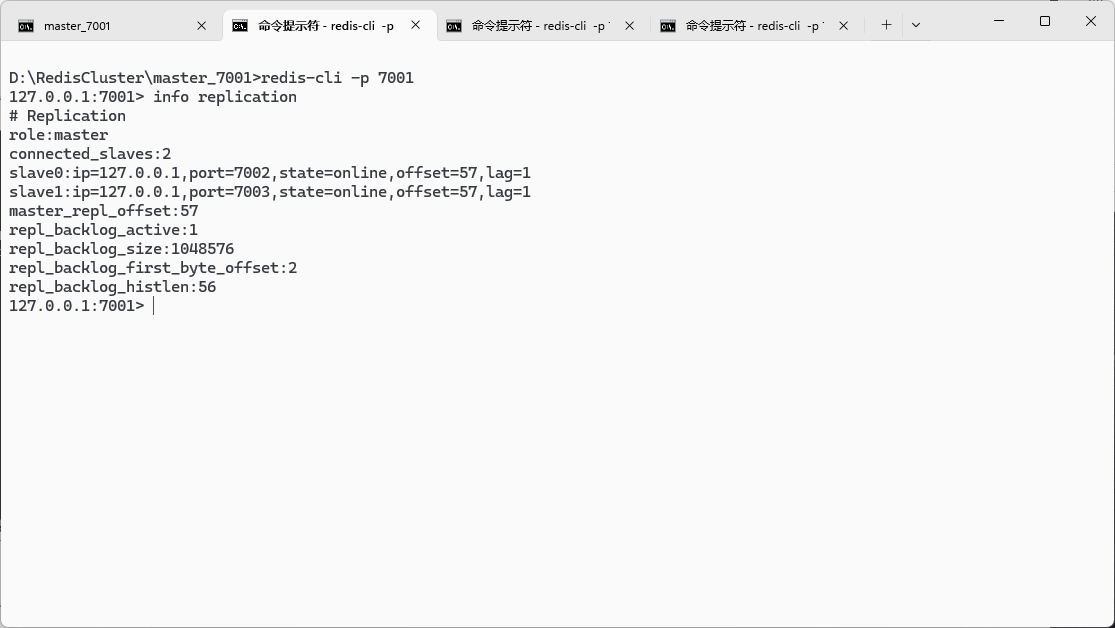 master_7001
命令提示符 - redis-cli -p
命令提示符 - redis-cli -p
命令提示符 - redis-cli -p
D:\RedisCluster\master_7001>redis-cli -p 7001
127.0.0.1:7001> info replication
# Replication
role:master
connected_slaves:2
slave0:ip=127.0.0.1,port=7002,state=online,offset=57,lag=1
slave1:ip=127.0.0.1,port=7003,state=online,offset=57,lag=1
master_repl_offset:57
repl_backlog_active:1
repl_backlog_size:1048576
repl_backlog_first_byte_offset:2
repl_backlog_histlen:56
127.0.0.1:7001>